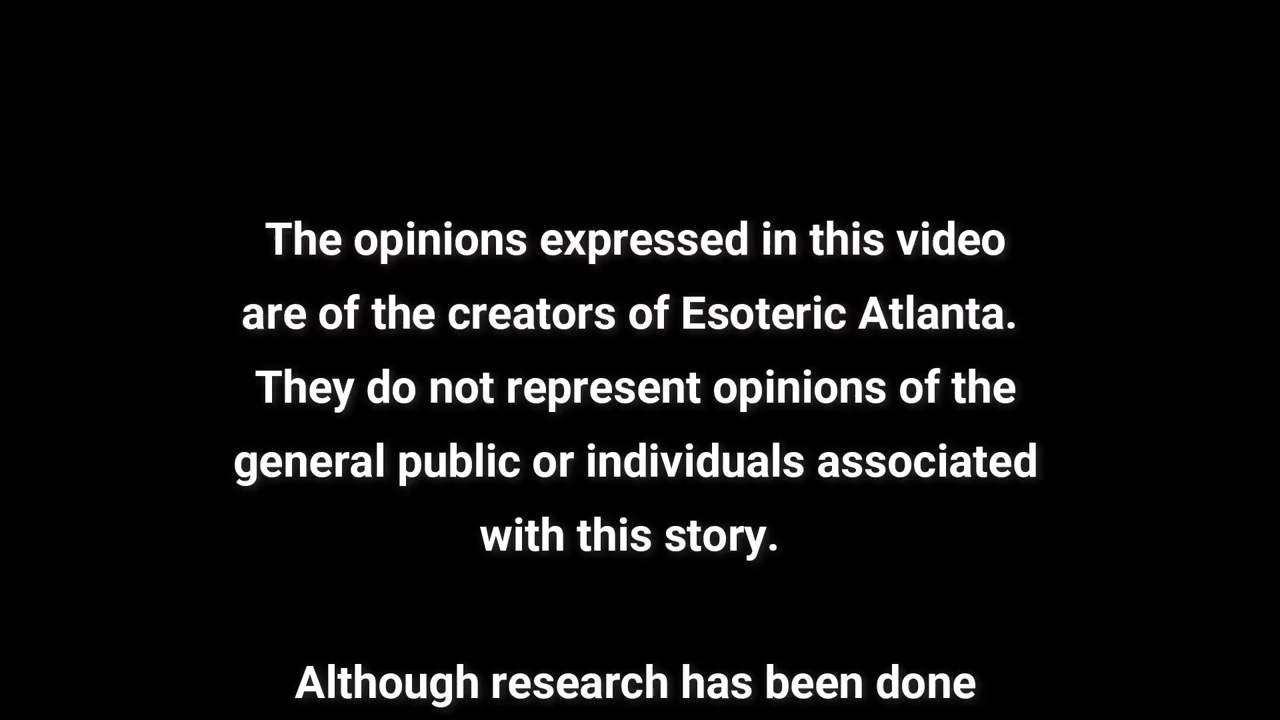 The opinions expressed in this video
are of the creators of Esoteric Atlanta.
They do not represent opinions of the
general public or individuals associated
with this story.
Although research has been done